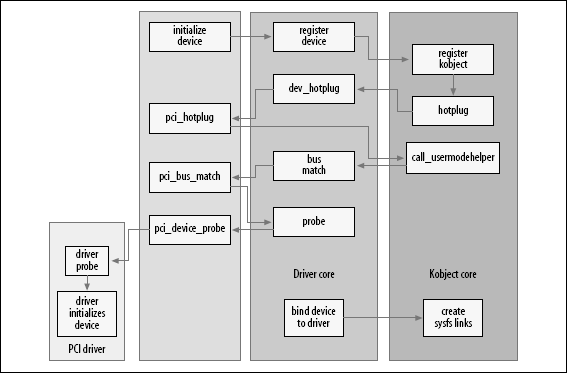 initialize
device
register
device
register
kobject
dev_hotplug
hotplug
pci_hotplug
call_usermodehelper
bus
match
pci_bus_match
probe
pci_device_probe
driver
probe
driver
initializes
device
PCI driver
Driver core
Kobject core
bind device
to driver
create
sysfs links